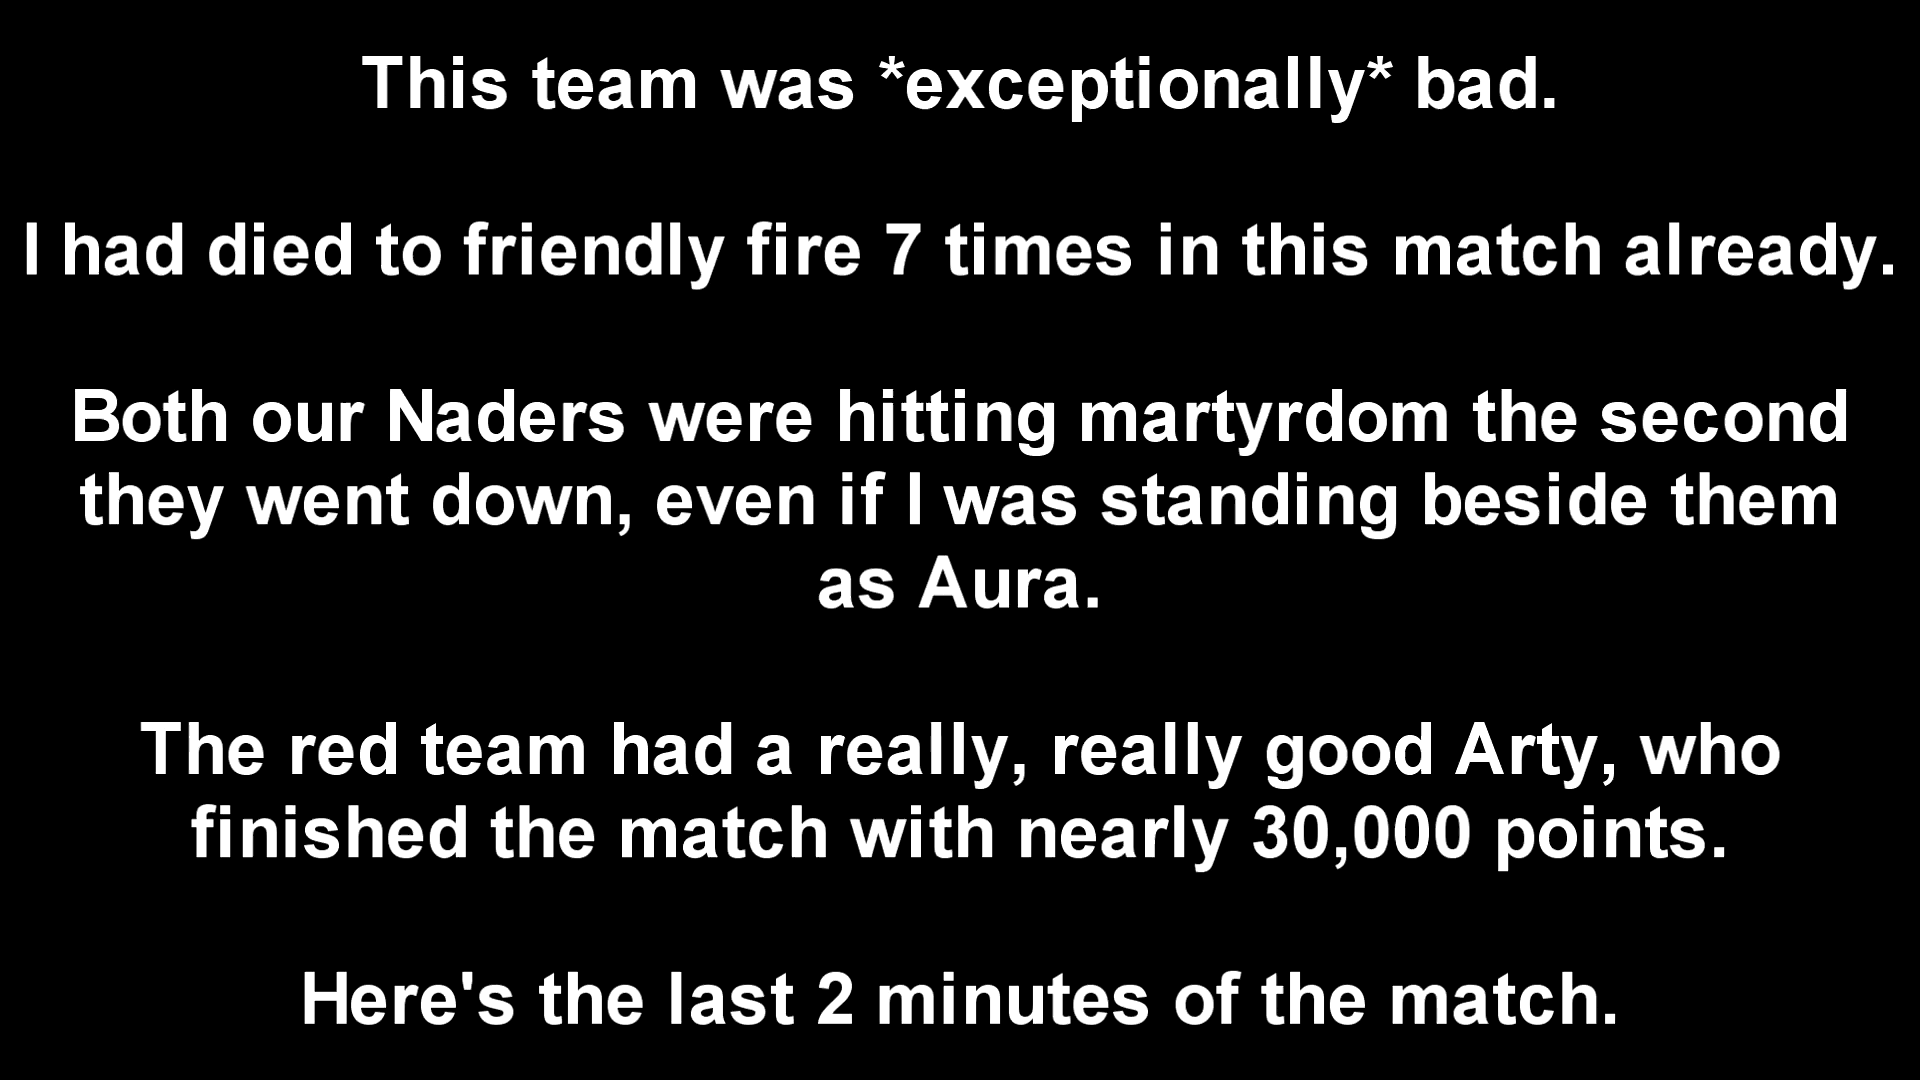 This team was *exceptionally* bad.
I had died to friendly fire 7 times in this match already.
Both our Naders were hitting martyrdom the second
they went down, even if I was standing beside them
as Aura.
The red team had a really, really good Arty, who
finished the match with nearly 30,000 points.
Here's the last 2 minutes of the match.